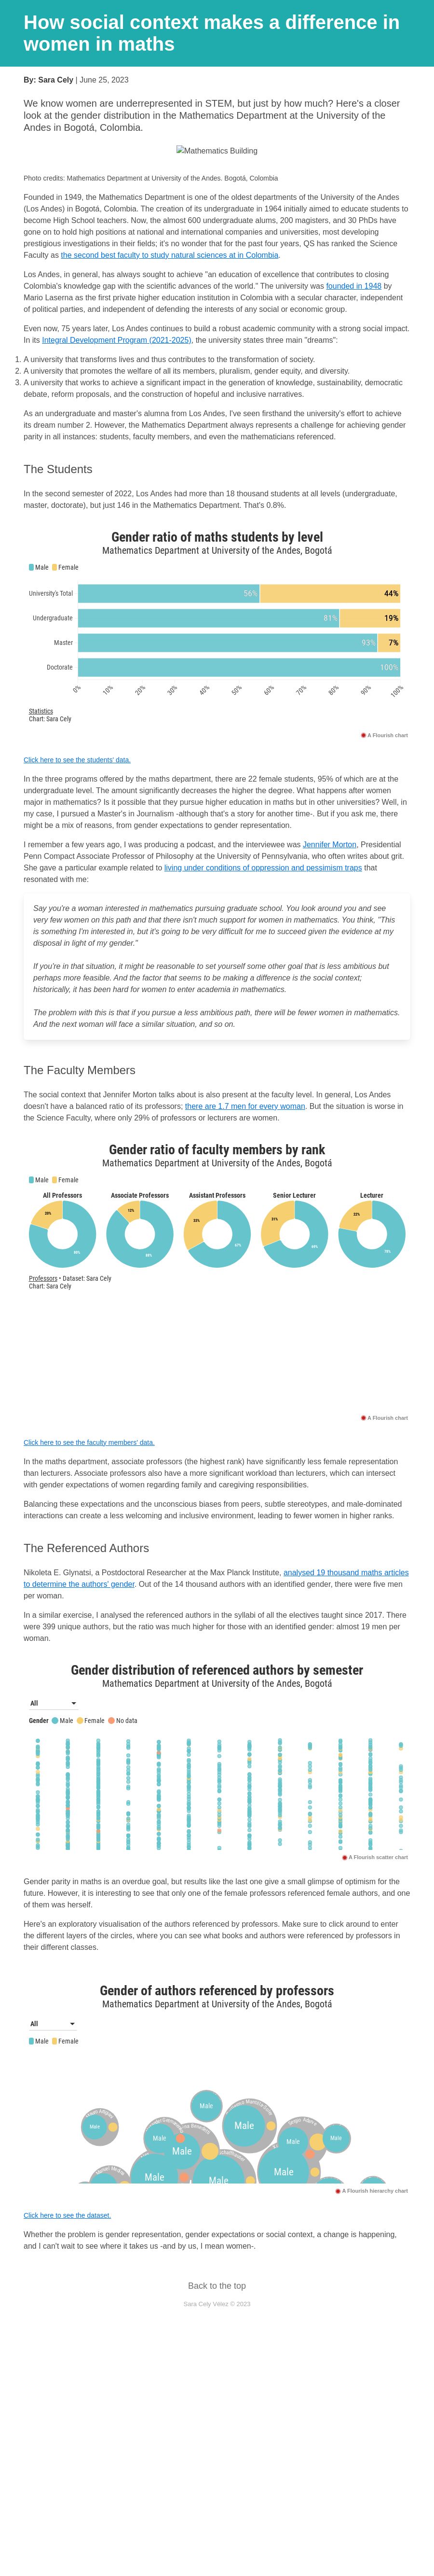 How social context makes a difference in
women in maths
By: Sara Cely | June 25, 2023
We know women are underrepresented in STEM, but just by how much? Here's a closer
look at the gender distribution in the Mathematics Department at the University of the
Andes in Bogotá, Colombia.
Mathematics Building
Photo credits: Mathematics Department at University of the Andes. Bogotá, Colombia
Founded in 1949, the Mathematics Department is one of the oldest departments of the University of the Andes
(Los Andes) in Bogotá, Colombia. The creation of its undergraduate in 1964 initially aimed to educate students to
become High School teachers. Now, the almost 600 undergraduate alums, 200 magisters, and 30 PhDs have
gone on to hold high positions at national and international companies and universities, most developing
prestigious investigations in their fields; it's no wonder that for the past four years, QS has ranked the Science
Faculty as the second best faculty to study natural sciences at in Colombia.
Los Andes, in general, has always sought to achieve "an education of excellence that contributes to closing
Colombia's knowledge gap with the scientific advances of the world." The university was founded in 1948 by
Mario Laserna as the first private higher education institution in Colombia with a secular character, independent
of political parties, and independent of defending the interests of any social or economic group.
Even now, 75 years later, Los Andes continues to build a robust academic community with a strong social impact.
In its Integral Development Program (2021-2025), the university states three main "dreams":
1. A university that transforms lives and thus contributes to the transformation of society.
2. A university that promotes the welfare of all its members, pluralism, gender equity, and diversity.
3. A university that works to achieve a significant impact in the generation of knowledge, sustainability, democratic
debate, reform proposals, and the construction of hopeful and inclusive narratives.
As an undergraduate and master's alumna from Los Andes, I've seen firsthand the university's effort to achieve
its dream number 2. However, the Mathematics Department always represents a challenge for achieving gender
parity in all instances: students, faculty members, and even the mathematicians referenced.
The Students
In the second semester of 2022, Los Andes had more than 18 thousand students at all levels (undergraduate,
master, doctorate), but just 146 in the Mathematics Department. That's 0.8%.
Gender ratio of maths students by level
Mathematics Department at University of the Andes, Bogotá
Male Female
University's Total 56% 44%
Undergraduate 81% 19%
Master 93% 7%
Doctorate 100%
0% 10% 20% 30% 40% 50% 60% 70% 80% 90% 100%
Statistics
Chart: Sara Cely
A Flourish chart
Click here to see the students' data.
In the three programs offered by the maths department, there are 22 female students, 95% of which are at the
undergraduate level. The amount significantly decreases the higher the degree. What happens after women
major in mathematics? Is it possible that they pursue higher education in maths but in other universities? Well, in
my case, I pursued a Master's in Journalism -although that's a story for another time-. But if you ask me, there
might be a mix of reasons, from gender expectations to gender representation.
I remember a few years ago, I was producing a podcast, and the interviewee was Jennifer Morton, Presidential
Penn Compact Associate Professor of Philosophy at the University of Pennsylvania, who often writes about grit.
She gave a particular example related to living under conditions of oppression and pessimism traps that
resonated with me:
Say you're a woman interested in mathematics pursuing graduate school. You look around you and see
very few women on this path and that there isn't much support for women in mathematics. You think, "This
is something I'm interested in, but it's going to be very difficult for me to succeed given the evidence at my
disposal in light of my gender."
If you're in that situation, it might be reasonable to set yourself some other goal that is less ambitious but
perhaps more feasible. And the factor that seems to be making a difference is the social context;
historically, it has been hard for women to enter academia in mathematics.
The problem with this is that if you pursue a less ambitious path, there will be fewer women in mathematics.
And the next woman will face a similar situation, and so on.
The Faculty Members
The social context that Jennifer Morton talks about is also present at the faculty level. In general, Los Andes
doesn't have a balanced ratio of its professors; there are 1.7 men for every woman. But the situation is worse in
the Science Faculty, where only 29% of professors or lecturers are women.
Gender ratio of faculty members by rank
Mathematics Department at University of the Andes, Bogotá
Male Female
All Professors Associate Professors Assistant Professors Senior Lecturer Lecturer
Professors • Dataset: Sara Cely
Chart: Sara Cely
A Flourish chart
Click here to see the faculty members' data.
In the maths department, associate professors (the highest rank) have significantly less female representation
than lecturers. Associate professors also have a more significant workload than lecturers, which can intersect
with gender expectations of women regarding family and caregiving responsibilities.
Balancing these expectations and the unconscious biases from peers, subtle stereotypes, and male-dominated
interactions can create a less welcoming and inclusive environment, leading to fewer women in higher ranks.
The Referenced Authors
Nikoleta E. Glynatsi, a Postdoctoral Researcher at the Max Planck Institute, analysed 19 thousand maths articles
to determine the authors' gender. Out of the 14 thousand authors with an identified gender, there were five men
per woman.
In a similar exercise, I analysed the referenced authors in the syllabi of all the electives taught since 2017. There
were 399 unique authors, but the ratio was much higher for those with an identified gender: almost 19 men per
woman.
Gender distribution of referenced authors by semester
Mathematics Department at University of the Andes, Bogotá
All
Gender Male Female No data
A Flourish scatter chart
Gender parity in maths is an overdue goal, but results like the last one give a small glimpse of optimism for the
future. However, it is interesting to see that only one of the female professors referenced female authors, and one
of them was herself.
Here's an exploratory visualisation of the authors referenced by professors. Make sure to click around to enter
the different layers of the circles, where you can see what books and authors were referenced by professors in
their different classes.
Gender of authors referenced by professors
Mathematics Department at University of the Andes, Bogotá
All
Male Female
Male
Male
Male
Male
Male
Male
Male
Male
Male
Male
A Flourish hierarchy chart
Click here to see the dataset.
Whether the problem is gender representation, gender expectations or social context, a change is happening,
and I can't wait to see where it takes us -and by us, I mean women-.
Back to the top
Sara Cely Vélez © 2023